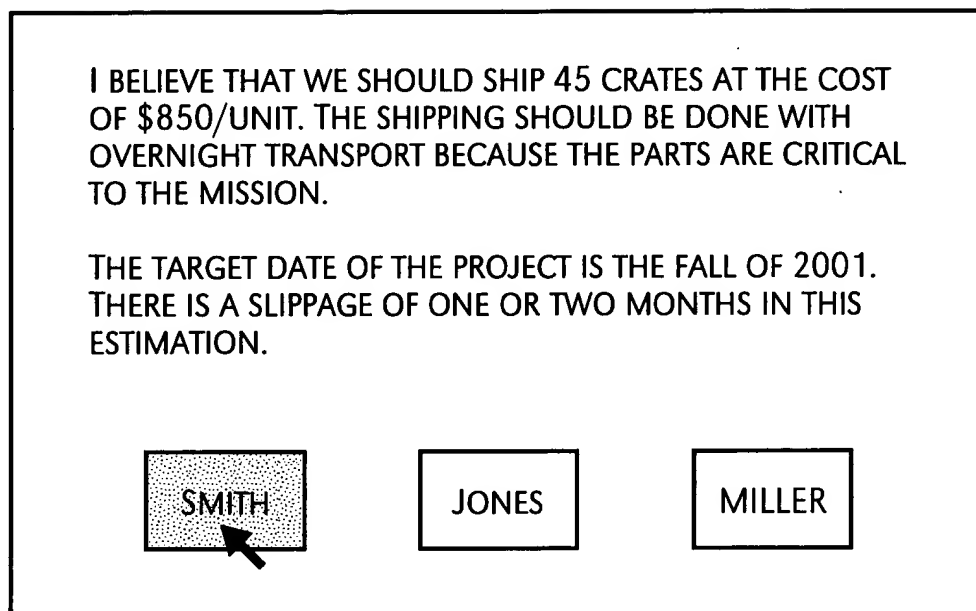 I BELIEVE THAT WE SHOULD SHIP 45 CRATES AT THE COST
OF $850/UNIT. THE SHIPPING SHOULD BE DONE WITH
OVERNIGHT TRANSPORT BECAUSE THE PARTS ARE CRITICAL
TO THE MISSION.
THE TARGET DATE OF THE PROJECT IS THE FALL OF 2001.
THERE IS A SLIPPAGE OF ONE OR TWO MONTHS IN THIS
ESTIMATION.
SMITH JONES MILLER